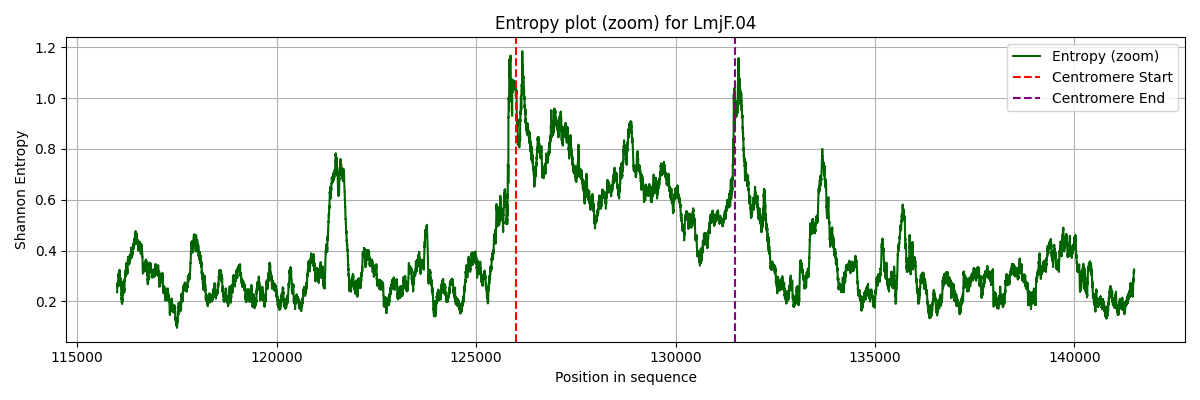 Entropy plot (zoom) for LmjF.04
1.2
1.0
0.8
0.6
0.4
0.2
Shannon Entropy
Entropy (zoom)
Centromere Start
Centromere End
115000 120000 125000 130000 135000 140000
Position in sequence